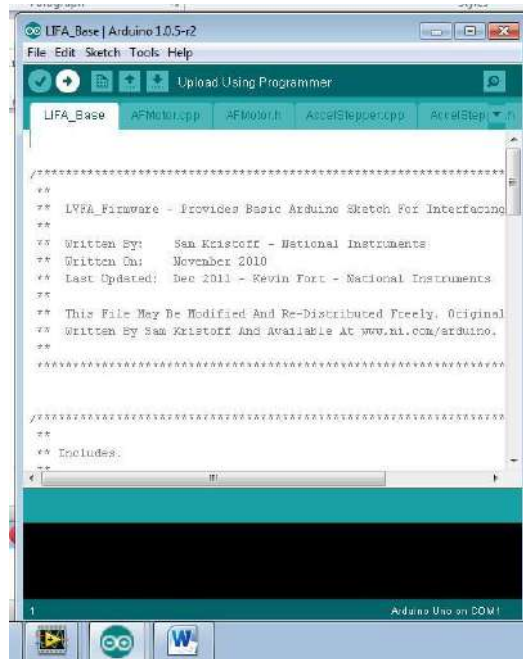 LIFA_Base | Arduino 1.0.5-r2
File Edit Sketch Tools Help
Upload Using Programmer
LIFA_Base AFMotor.cpp AFMotor.h AccelStepper.cpp AccelStep
/******************************************************************
**
** LVFA_Firmware - Provides Basic Arduino Sketch For Interfacing
**
** Written By: Sam Kristoff - National Instruments
** Written On: November 2010
** Last Updated: Dec 2011 - Kevin Fort - National Instruments
**
** This File May Be Modified And Re-Distributed Freely. Original
** Written By Sam Kristoff And Available At www.ni.com/arduino.
**
******************************************************************
/******************************************************************
**
** Includes.
**
1 Arduino Uno on COM1
W